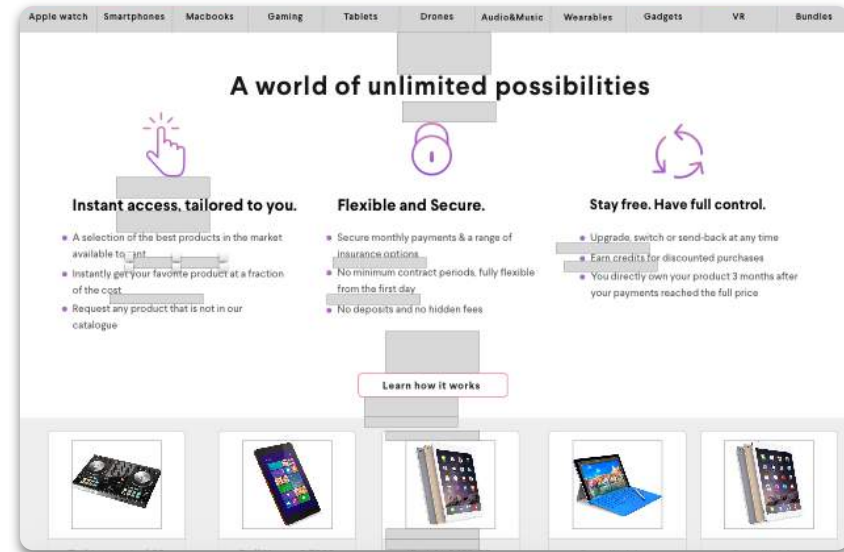 Apple watch Smartphones Macbooks Gaming Tablets Drones Audio&Music Wearables Gadgets VR Bundles
A world of unlimited possibilities
Instant access, tailored to you.
A selection of the best products in the market
available to rent
Instantly get your favorite product at a fraction
of the cost
Request any product that is not in our
catalogue
Flexible and Secure.
Secure monthly payments & a range of
insurance options
No minimum contract periods, fully flexible
from the first day
No deposits and no hidden fees
Stay free. Have full control.
Upgrade, switch or send-back at any time
Earn credits for discounted purchases
You directly own your product 3 months after
your payments reached the full price
Learn how it works